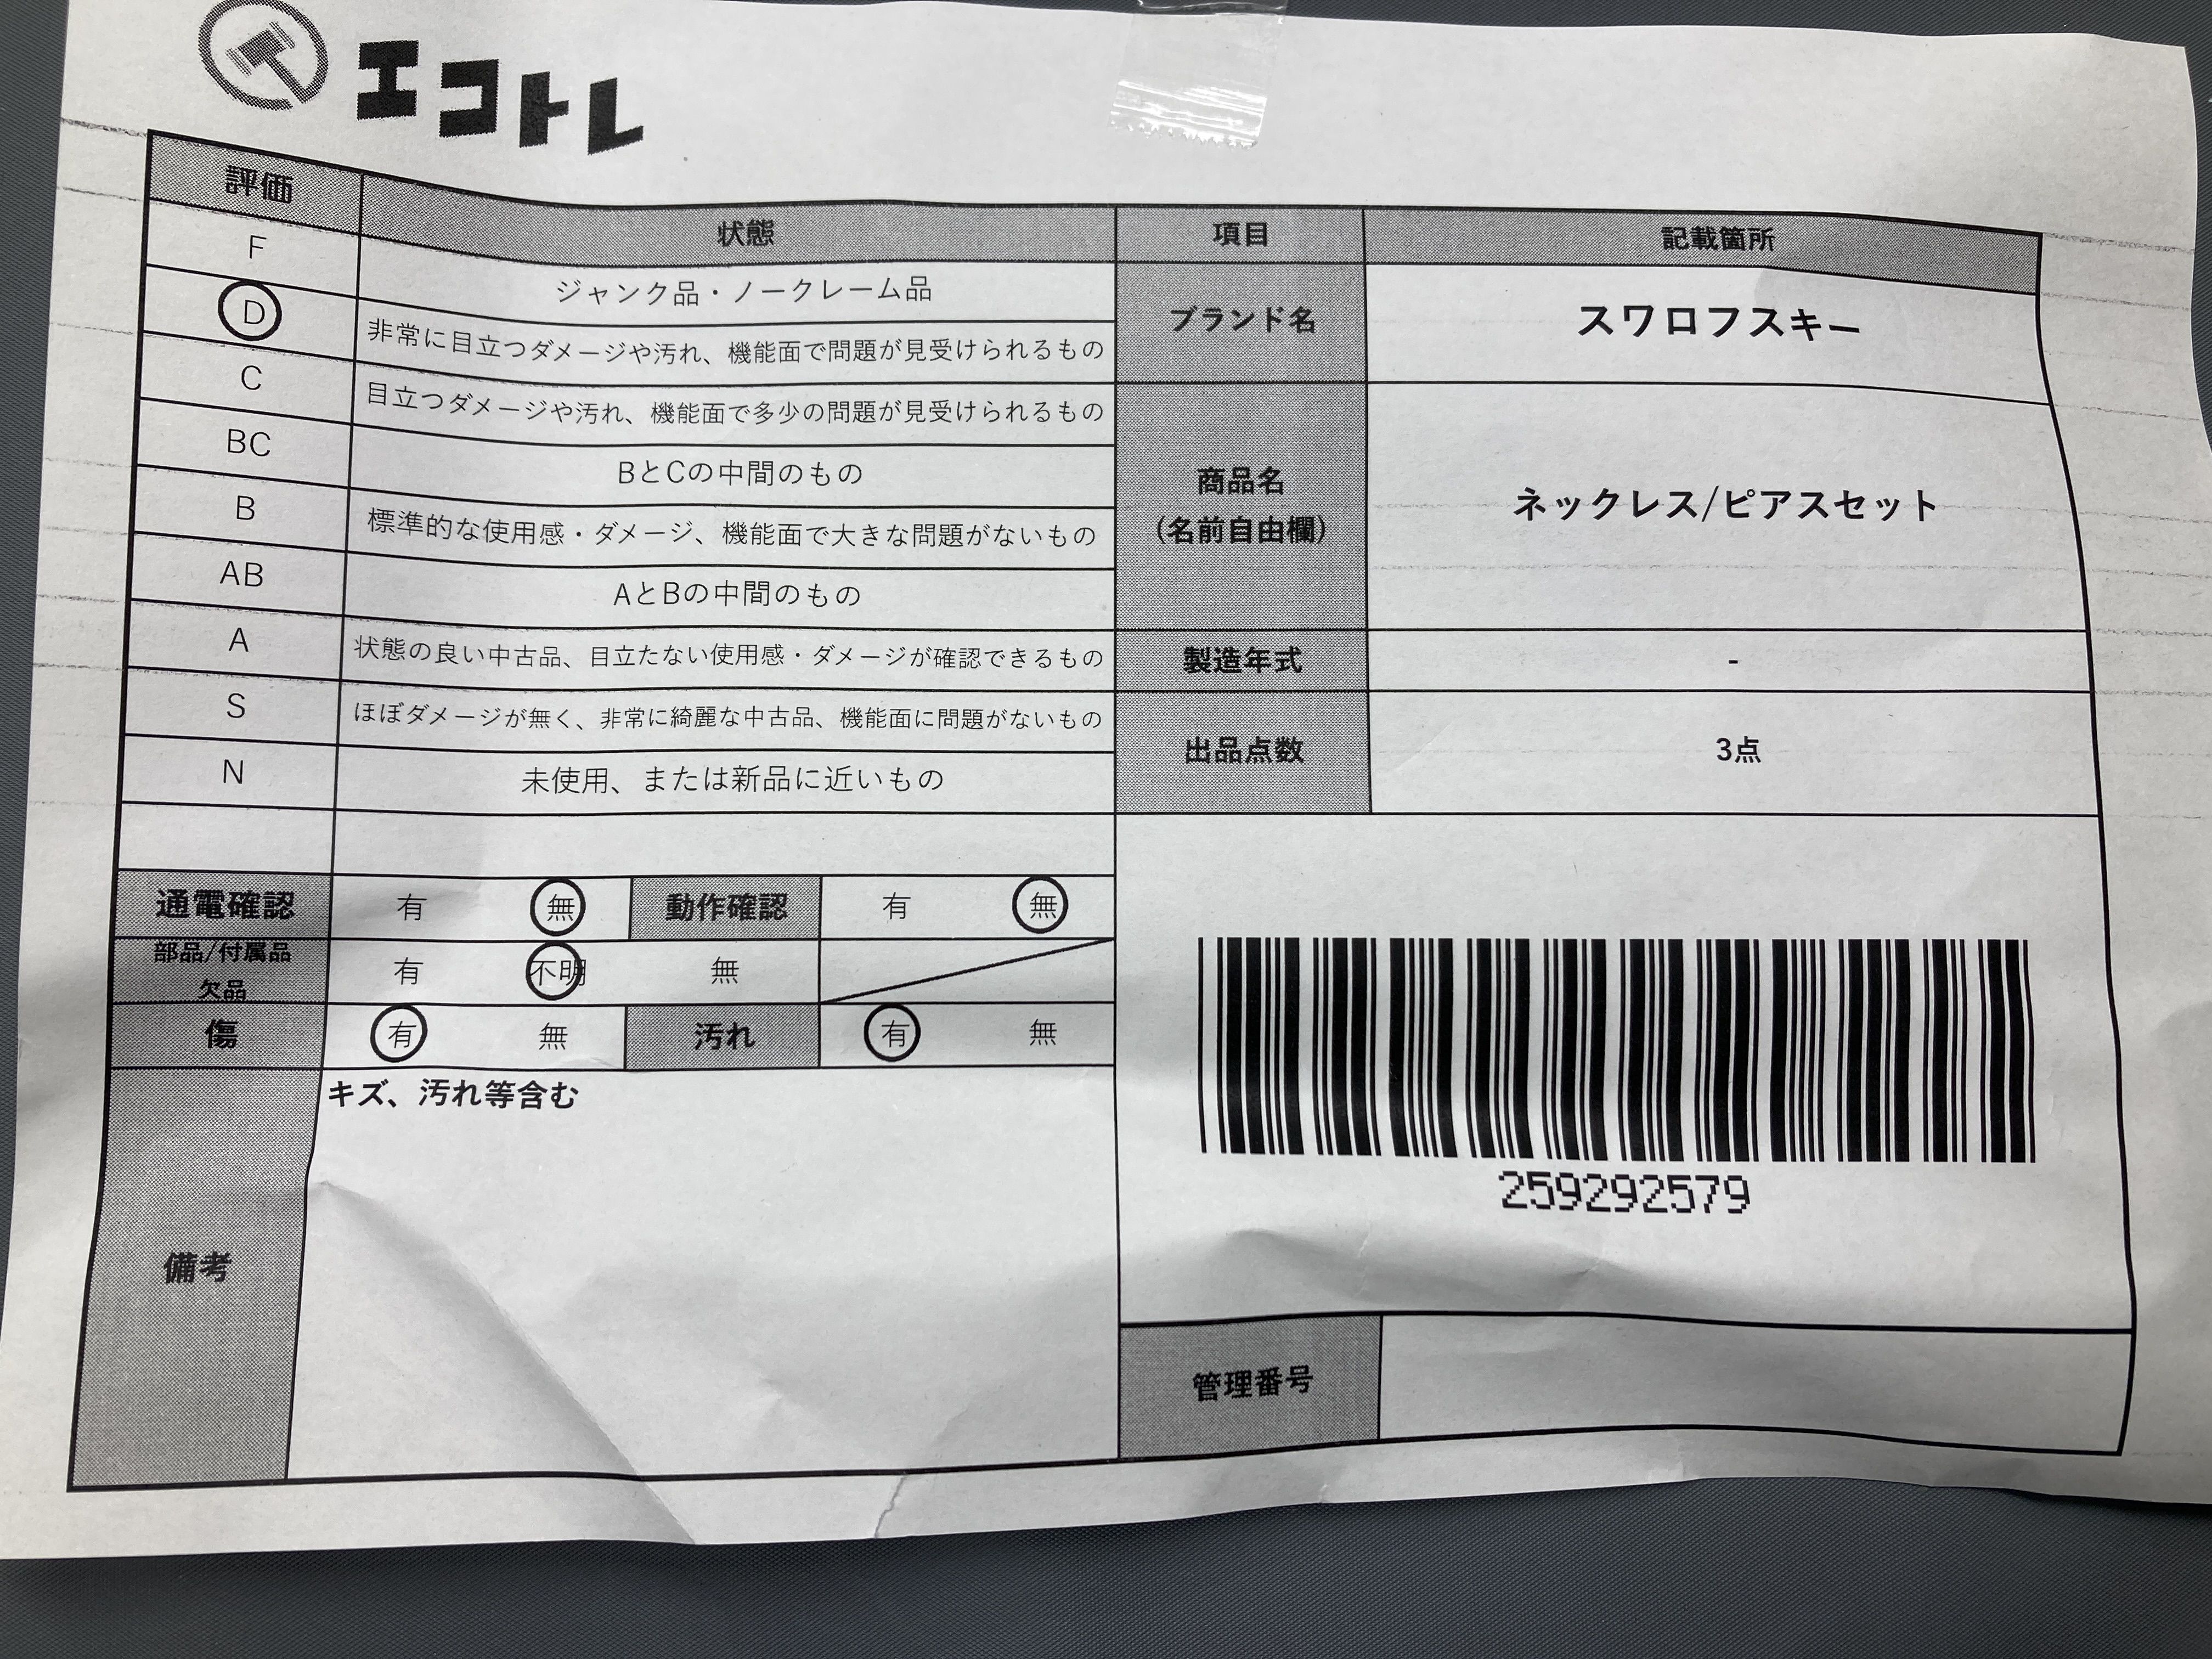 エコトレ
評価 状態 項目 記載箇所
F ジャンク品・ノークレーム品
D 非常に目立つダメージや汚れ、機能面で問題が見受けられるもの
ブランド名 スワロフスキー
C 目立つダメージや汚れ、機能面で多少の問題が見受けられるもの
BC BとCの中間のもの
B 標準的な使用感・ダメージ、機能面で大きな問題がないもの
商品名
(名前自由欄)
ネックレス/ピアスセット
AB AとBの中間のもの
A 状態の良い中古品、目立たない使用感・ダメージが確認できるもの
製造年式 -
S ほぼダメージが無く、非常に綺麗な中古品、機能面に問題がないもの
N 未使用、または新品に近いもの
出品点数 3点
通電確認 有 無 動作確認 有 無
部品/付属品
欠品
有 不明 無
傷 有 無 汚れ 有 無
備考
キズ、汚れ等含む
259292579
管理番号